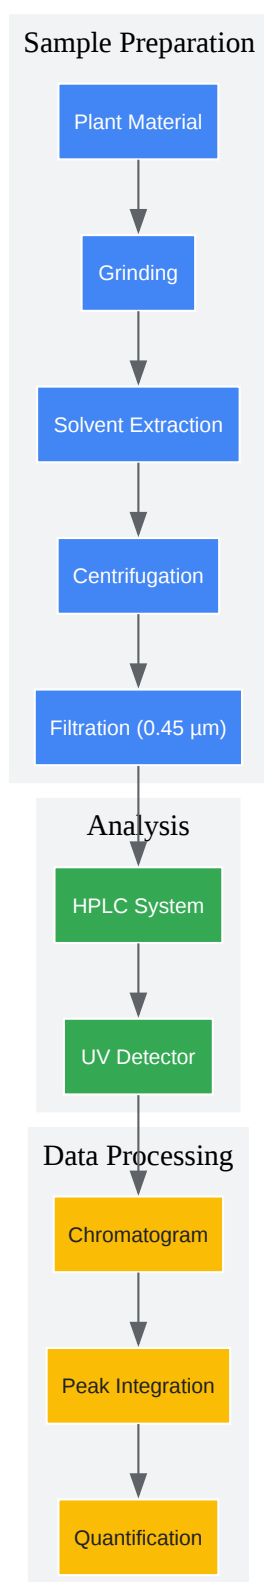 Sample Preparation
Plant Material
Grinding
Solvent Extraction
Centrifugation
Filtration (0.45 µm)
Analysis
HPLC System
UV Detector
Data Processing
Chromatogram
Peak Integration
Quantification